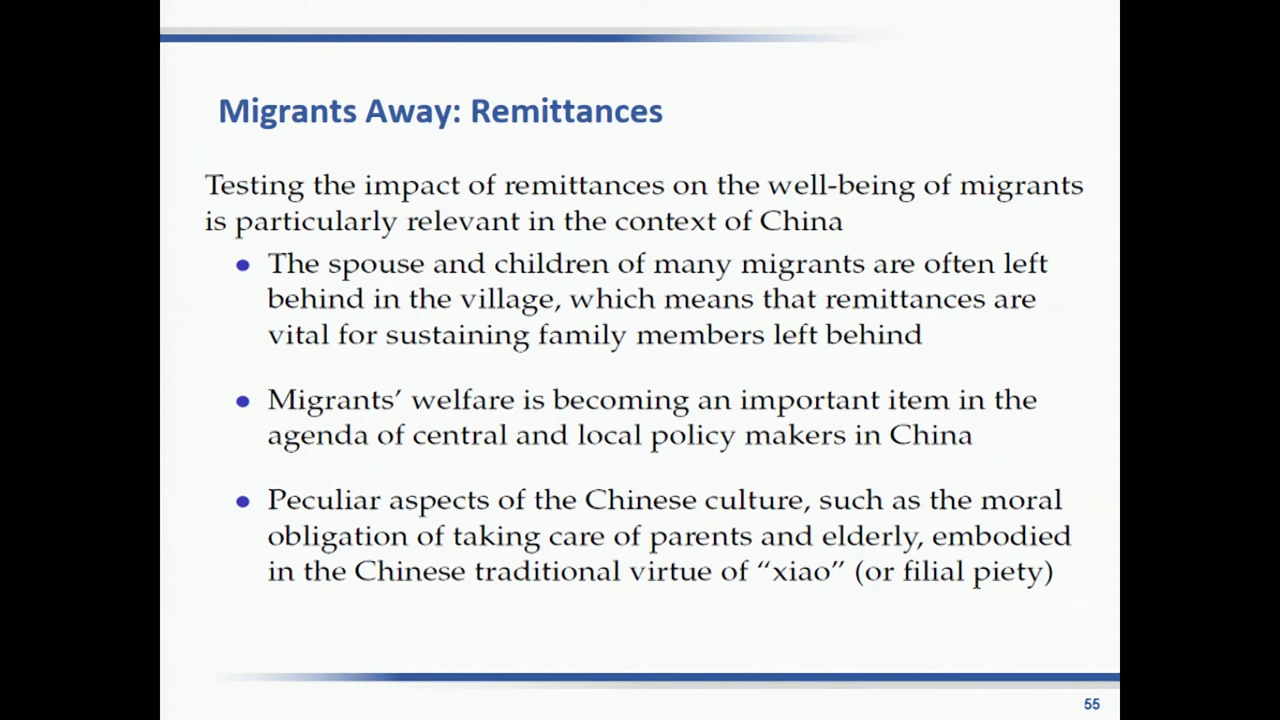 Migrants Away: Remittances
Testing the impact of remittances on the well-being of migrants
is particularly relevant in the context of China
● The spouse and children of many migrants are often left
behind in the village, which means that remittances are
vital for sustaining family members left behind
● Migrants’ welfare is becoming an important item in the
agenda of central and local policy makers in China
● Peculiar aspects of the Chinese culture, such as the moral
obligation of taking care of parents and elderly, embodied
in the Chinese traditional virtue of “xiao” (or filial piety)
55